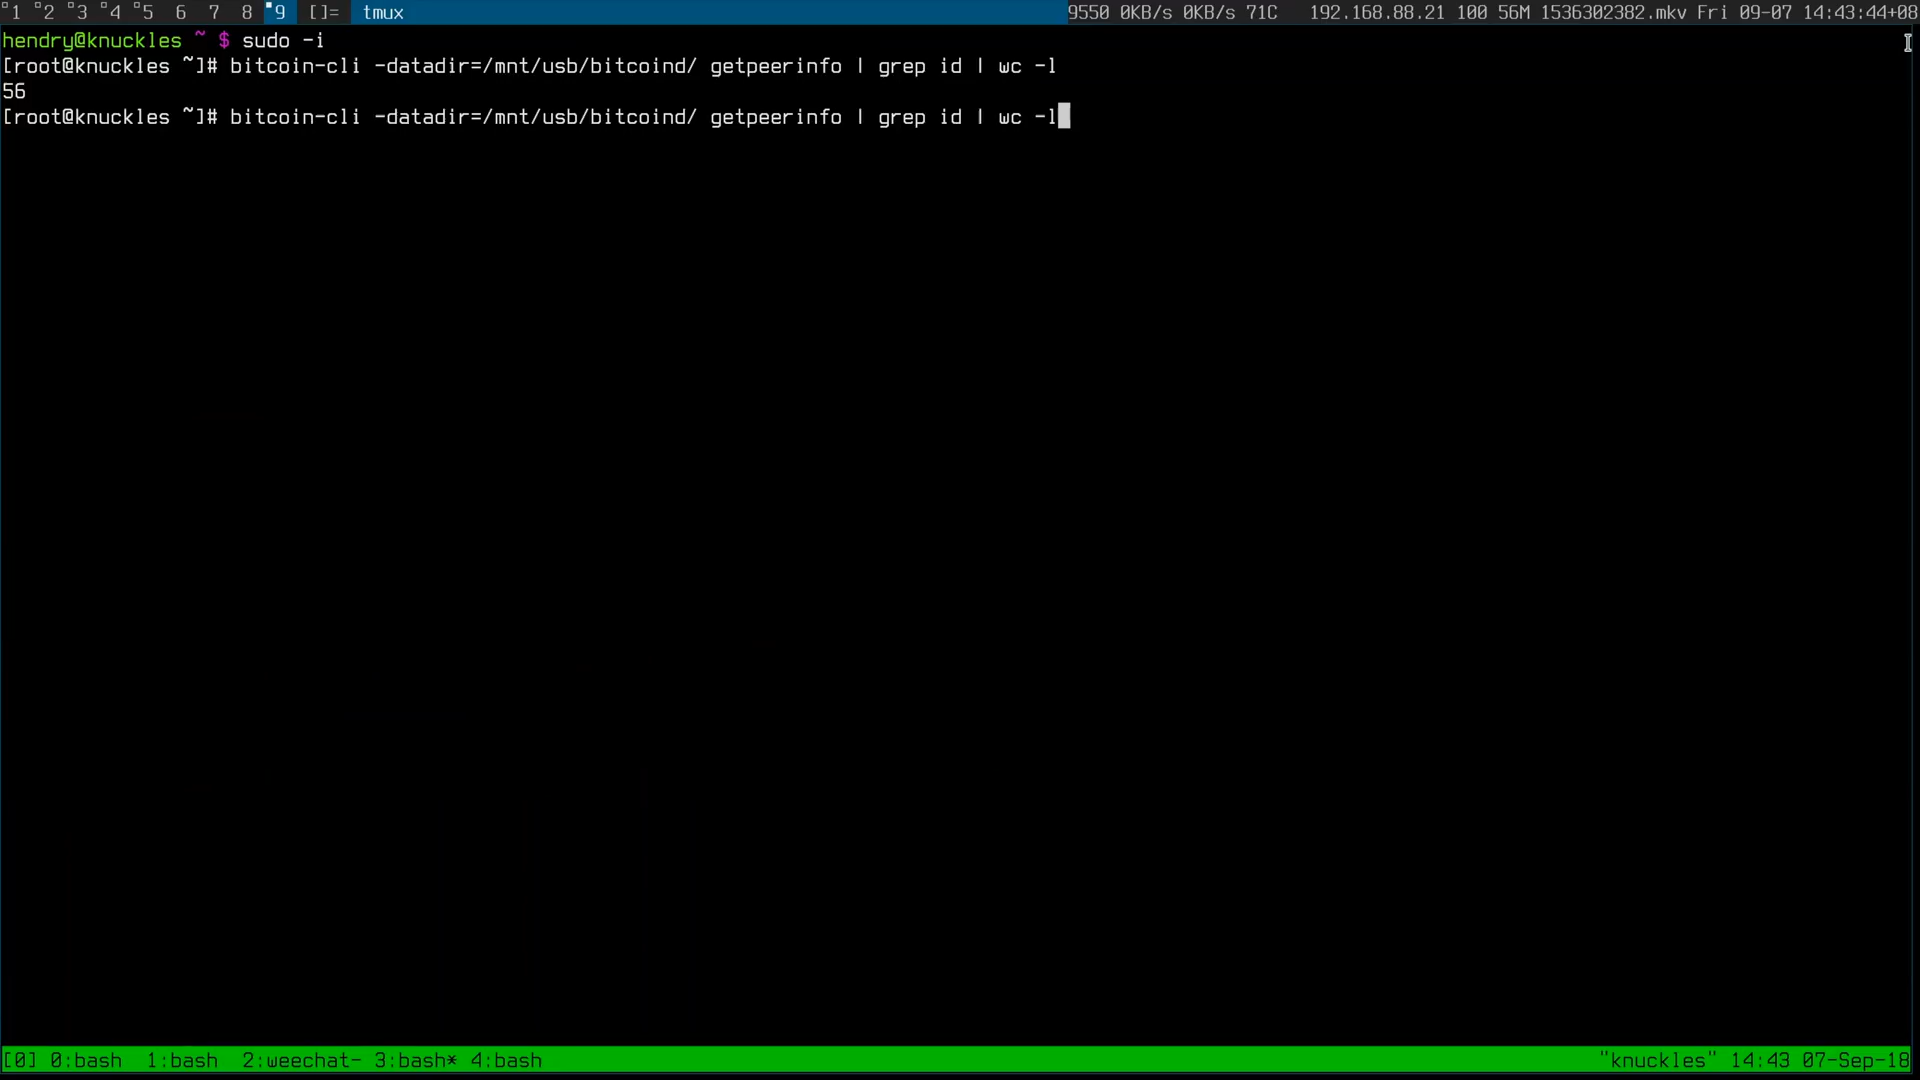 1 2 3 4 5 6 7 8 9 []= tmux 9550 0KB/s 0KB/s 71C 192.168.88.21 100 56M 1536302382.mkv Fri 09-07 14:43:44+08
hendry@knuckles ~ $ sudo -i
[root@knuckles ~]# bitcoin-cli -datadir=/mnt/usb/bitcoind/ getpeerinfo | grep id | wc -l
56
[root@knuckles ~]# bitcoin-cli -datadir=/mnt/usb/bitcoind/ getpeerinfo | grep id | wc -l
[0] 0:bash 1:bash 2:weechat- 3:bash* 4:bash "knuckles" 14:43 07-Sep-18